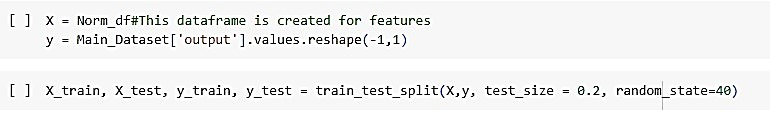 [ ] X = Norm_df#This dataframe is created for features
y = Main_Dataset['output'].values.reshape(-1,1)
[ ] X_train, X_test, y_train, y_test = train_test_split(X,y, test_size = 0.2, random_state=40)